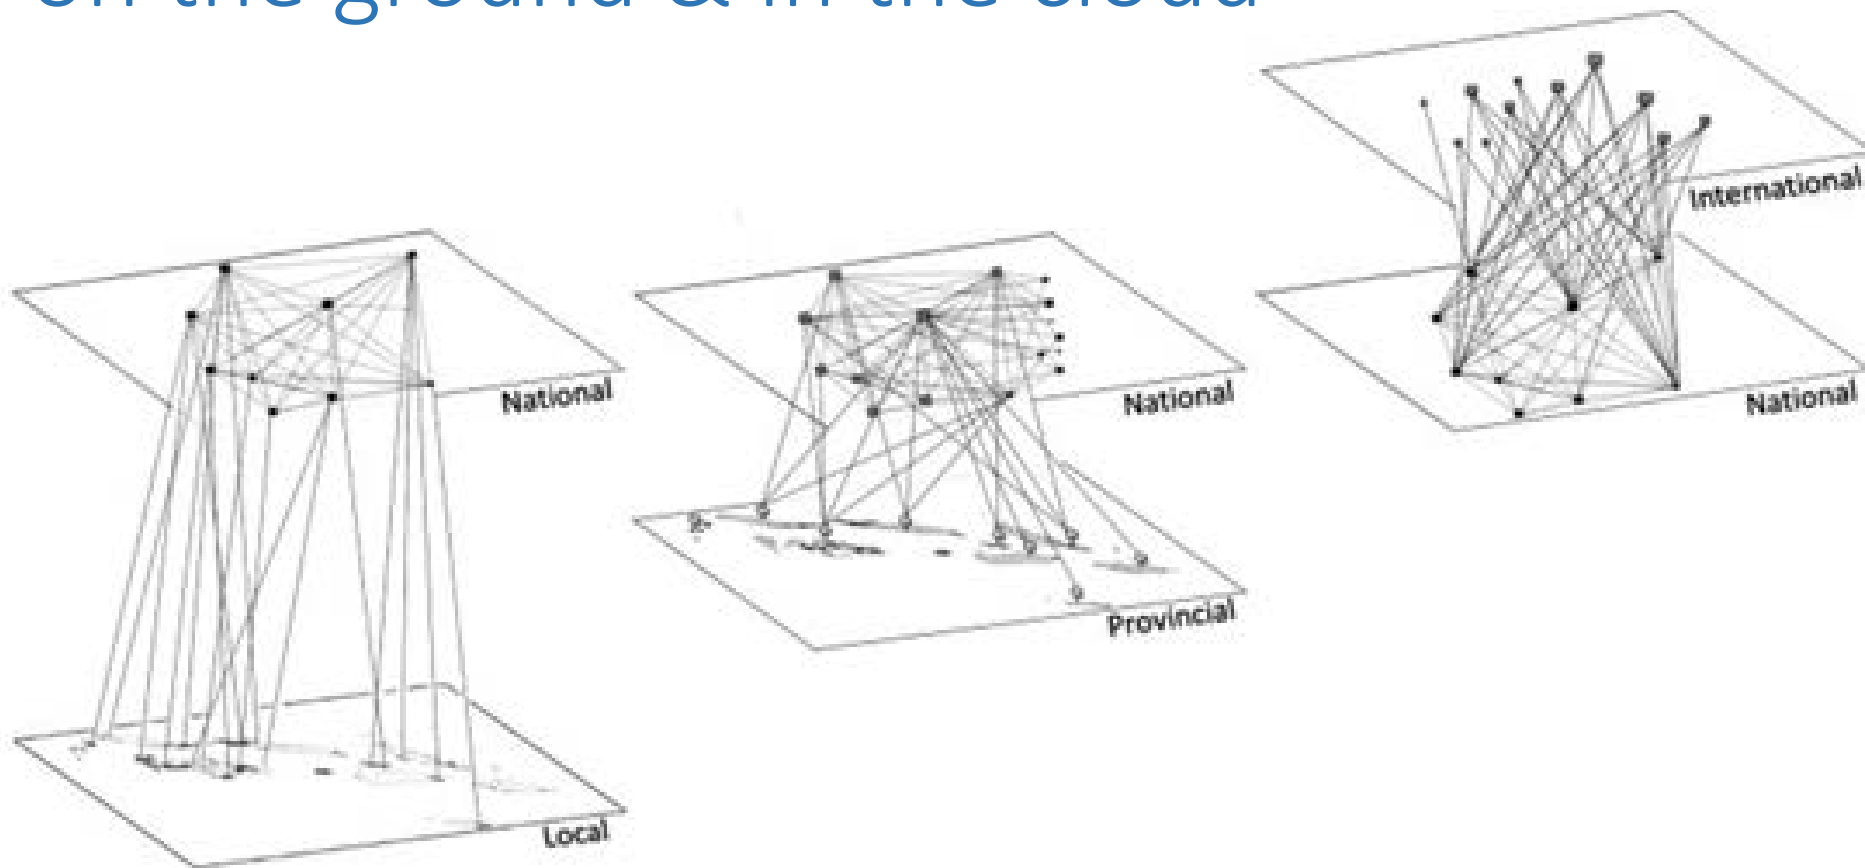 on the ground & in the cloud
International
National
National
National
Provincial
Local